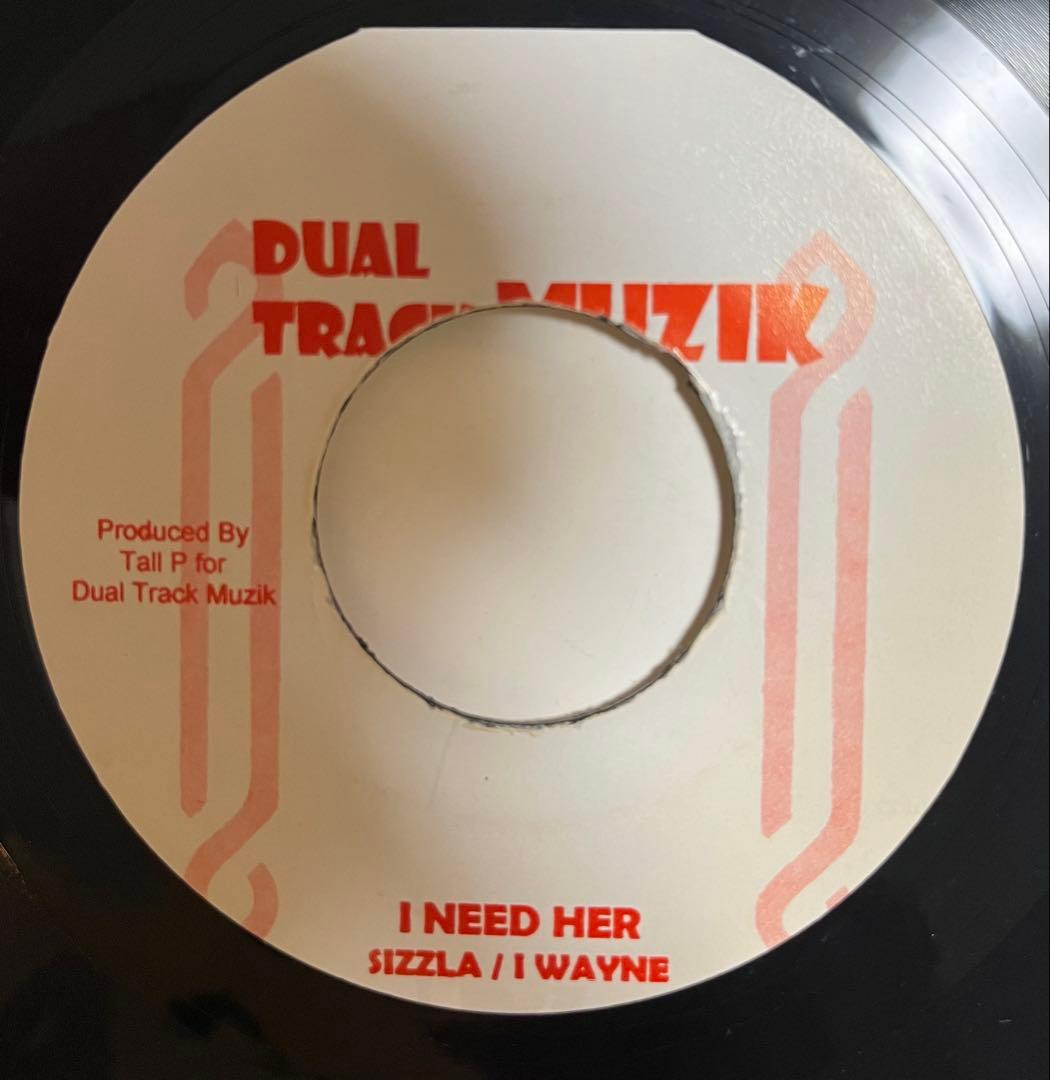 DUAL
TRACK MUZIK
Produced By
Tall P for
Dual Track Muzik
I NEED HER
SIZZLA / I WAYNE